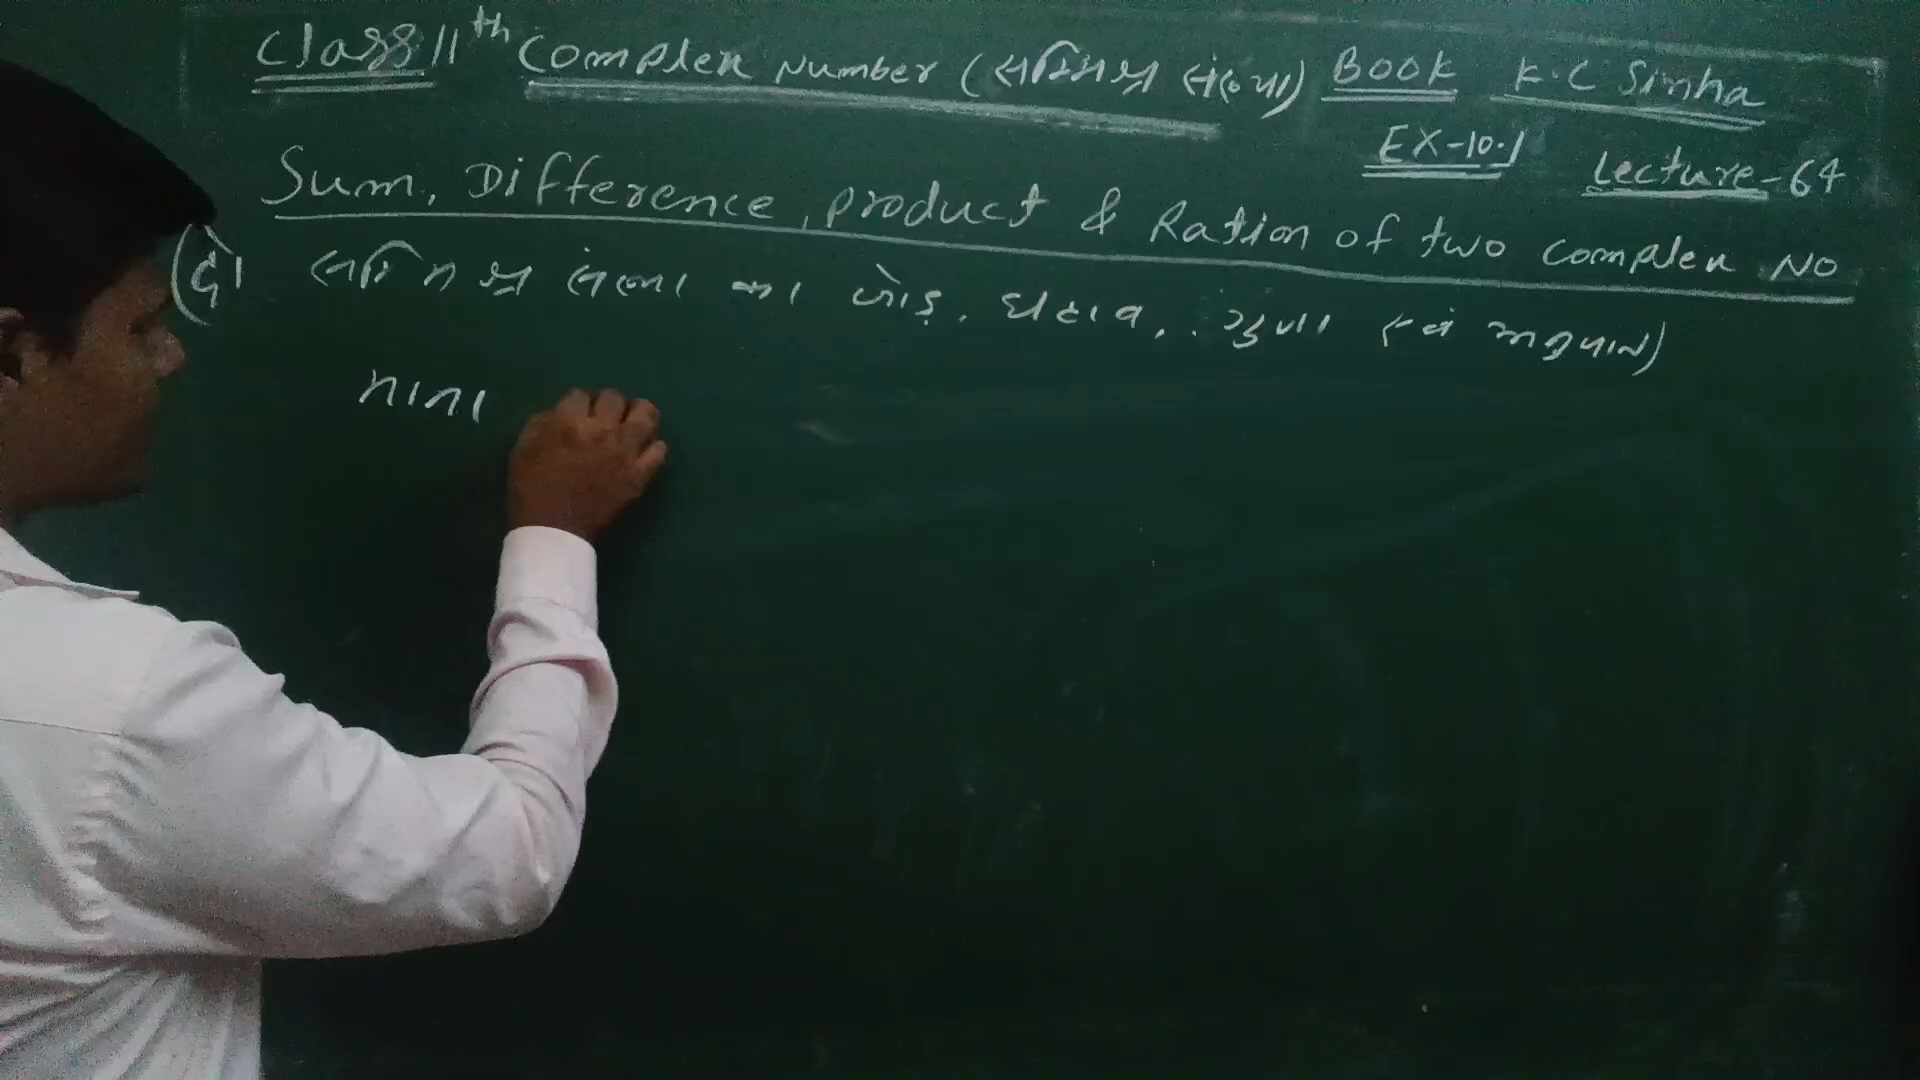 Class 11th Complex Number (सम्मिश्र संख्या) Book K.C Sinha
EX-10.1 Lecture-64
Sum, Difference, product & Ration of two complex No
(दो सम्मिश्र संख्या का जोड़, घटाव, गुणा एवं अनुपात)
माना